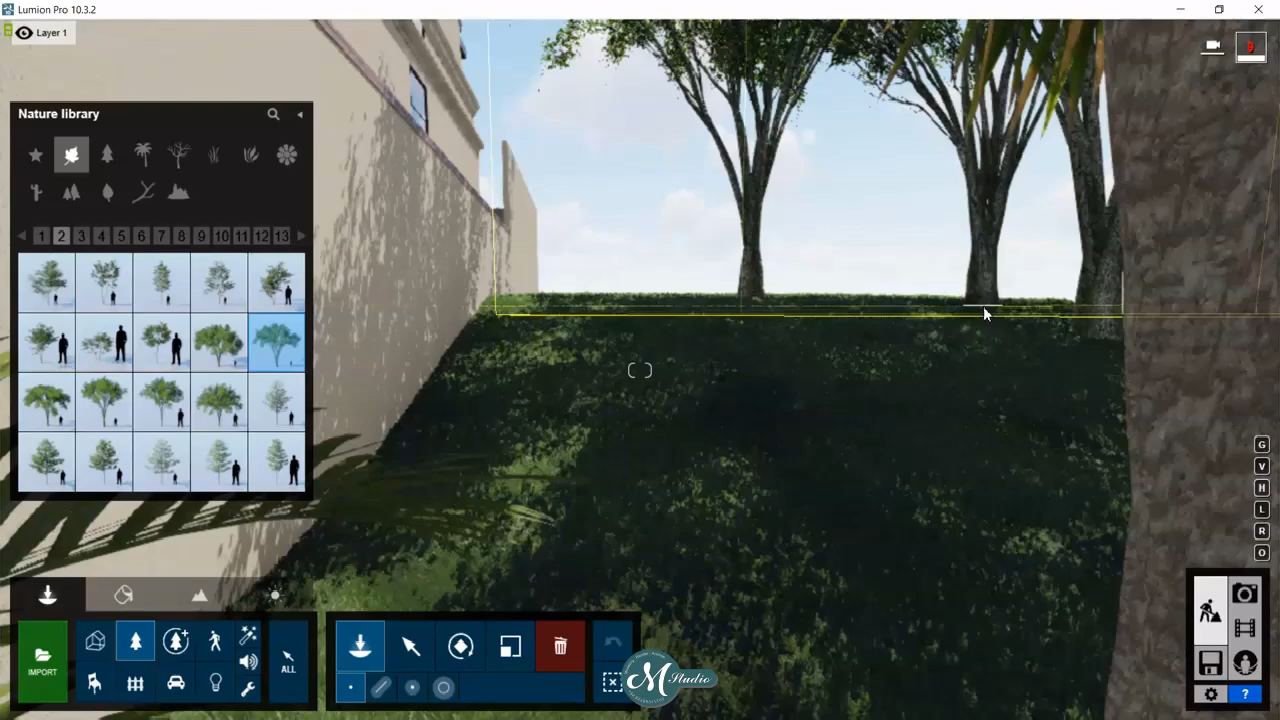 Lumion Pro 10.3.2
Layer 1
9
Nature library
1 2 3 4 5 6 7 8 9 10 11 12 13
G
V
H
L
R
O
IMPORT
ALL
M Studio
?